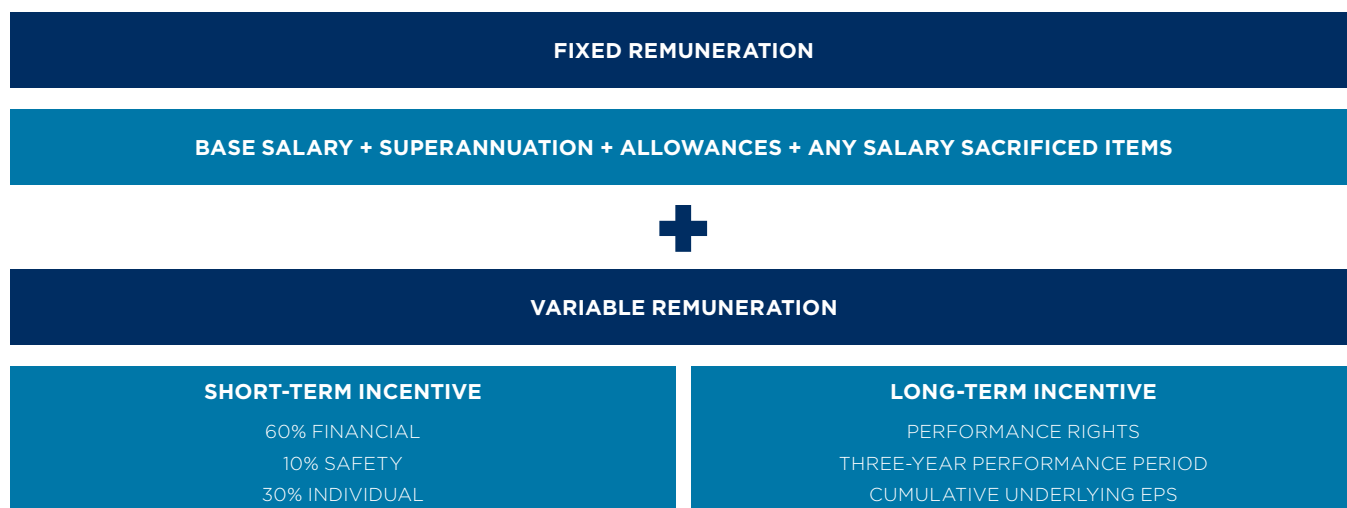 FIXED REMUNERATION
BASE SALARY + SUPERANNUATION + ALLOWANCES + ANY SALARY SACRIFICED ITEMS
VARIABLE REMUNERATION
SHORT-TERM INCENTIVE
60% FINANCIAL
10% SAFETY
30% INDIVIDUAL
LONG-TERM INCENTIVE
PERFORMANCE RIGHTS
THREE-YEAR PERFORMANCE PERIOD
CUMULATIVE UNDERLYING EPS